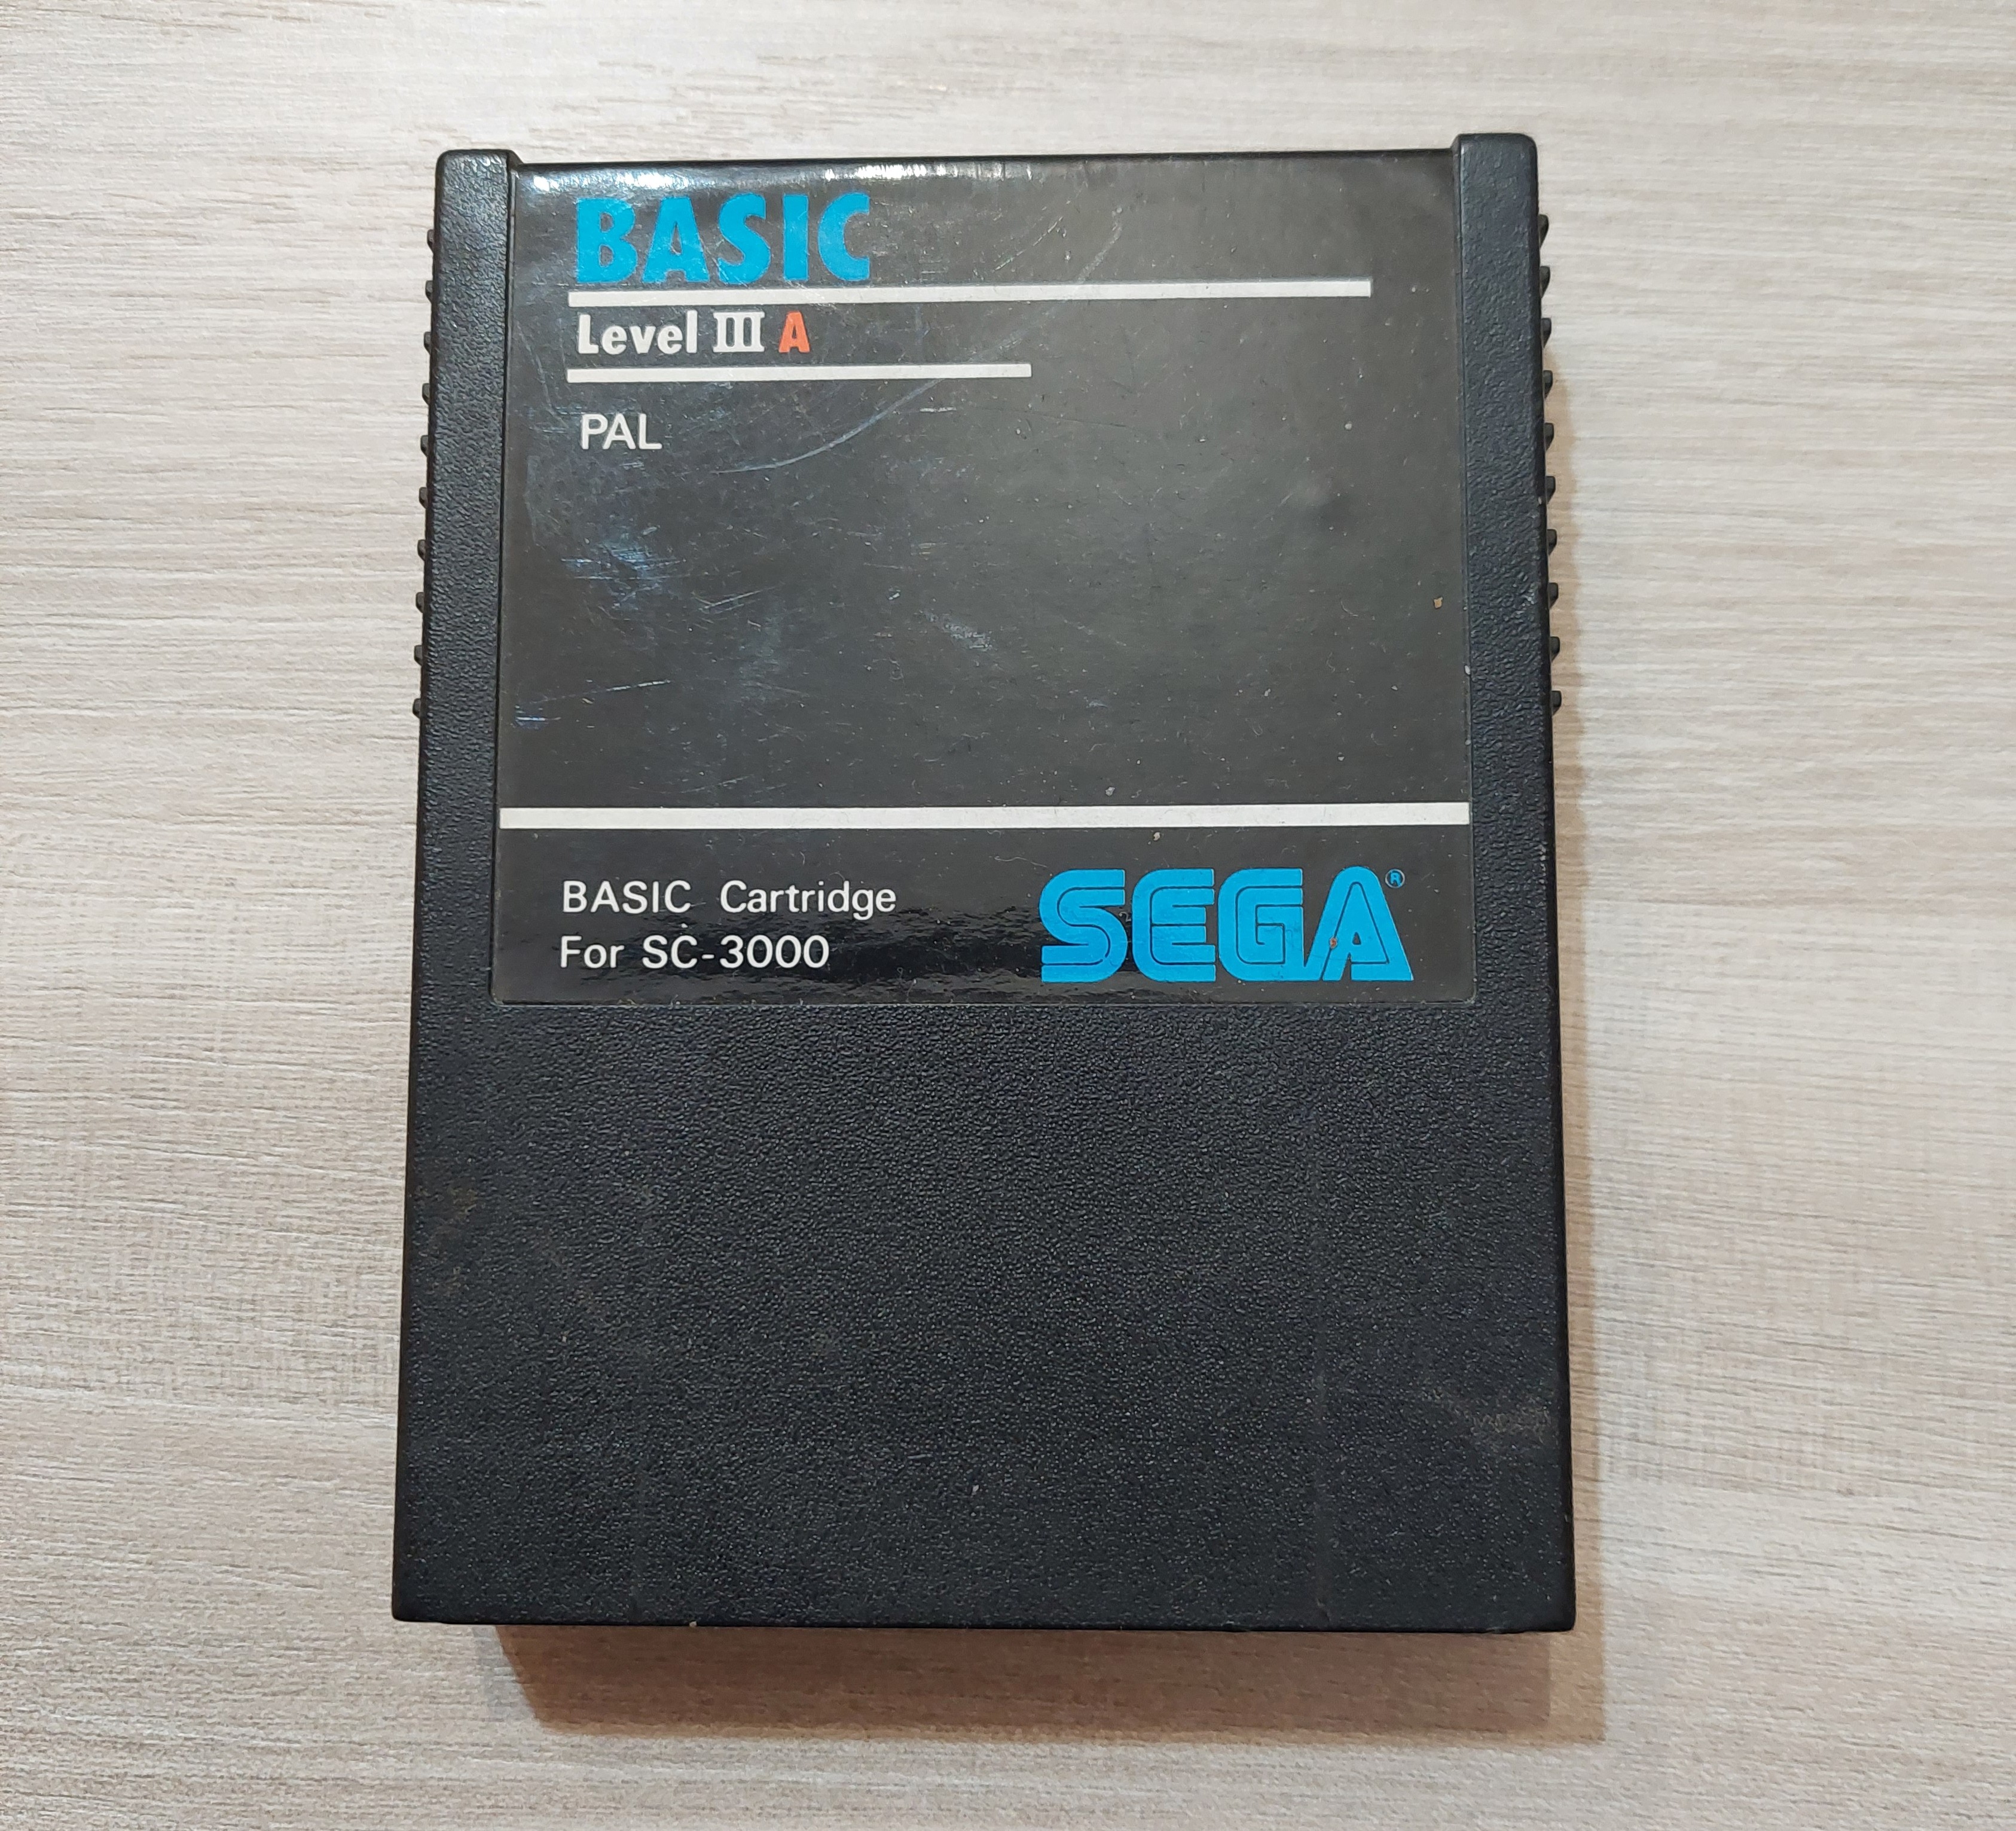 BASIC
Level III A
PAL
BASIC Cartridge
For SC-3000
SEGA®